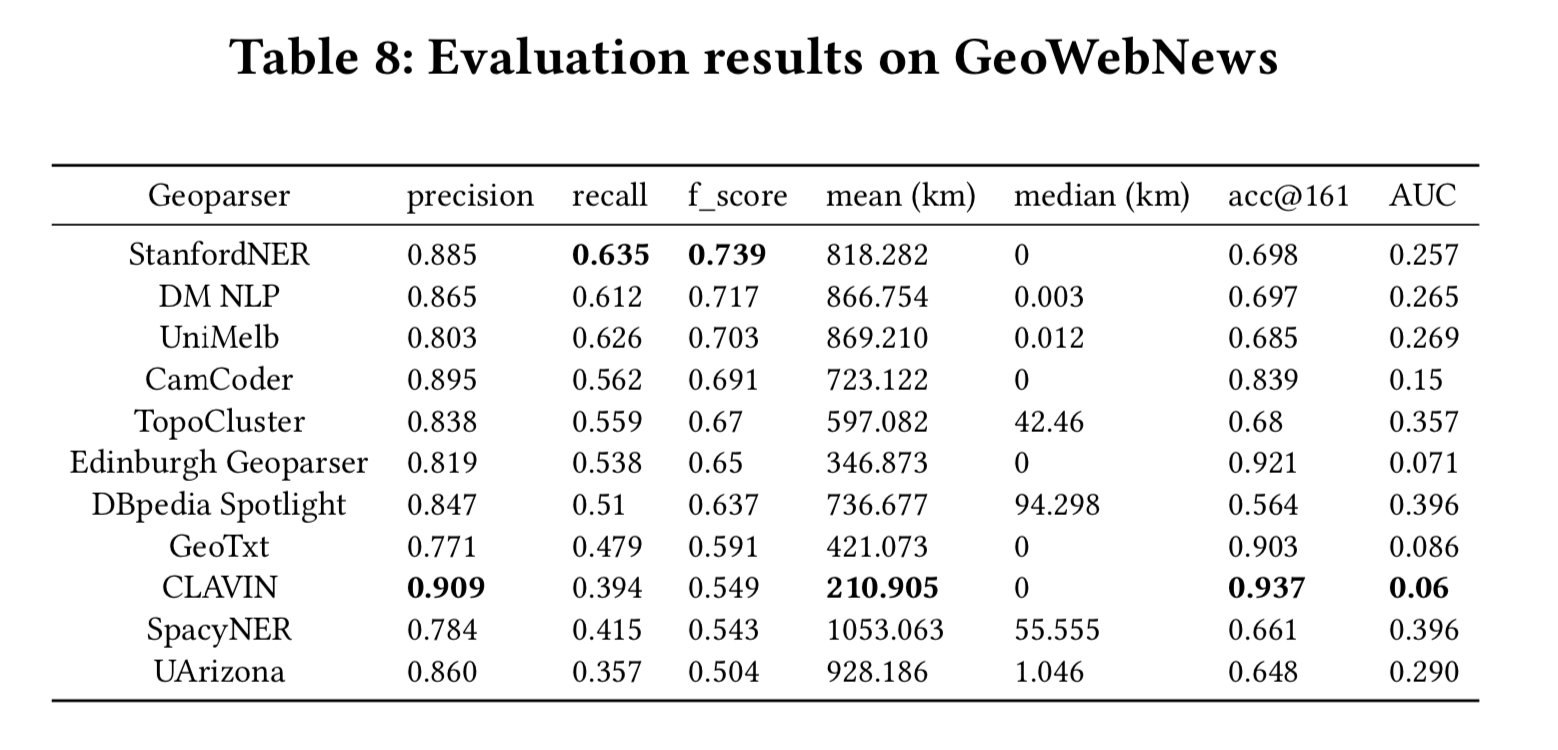 Table 8: Evaluation results on GeoWebNews
Geoparser precision recall f_score mean (km) median (km) acc@161 AUC
StanfordNER 0.885 0.635 0.739 818.282 0 0.698 0.257
DM NLP 0.865 0.612 0.717 866.754 0.003 0.697 0.265
UniMelb 0.803 0.626 0.703 869.210 0.012 0.685 0.269
CamCoder 0.895 0.562 0.691 723.122 0 0.839 0.15
TopoCluster 0.838 0.559 0.67 597.082 42.46 0.68 0.357
Edinburgh Geoparser 0.819 0.538 0.65 346.873 0 0.921 0.071
DBpedia Spotlight 0.847 0.51 0.637 736.677 94.298 0.564 0.396
GeoTxt 0.771 0.479 0.591 421.073 0 0.903 0.086
CLAVIN 0.909 0.394 0.549 210.905 0 0.937 0.06
SpacyNER 0.784 0.415 0.543 1053.063 55.555 0.661 0.396
UArizona 0.860 0.357 0.504 928.186 1.046 0.648 0.290